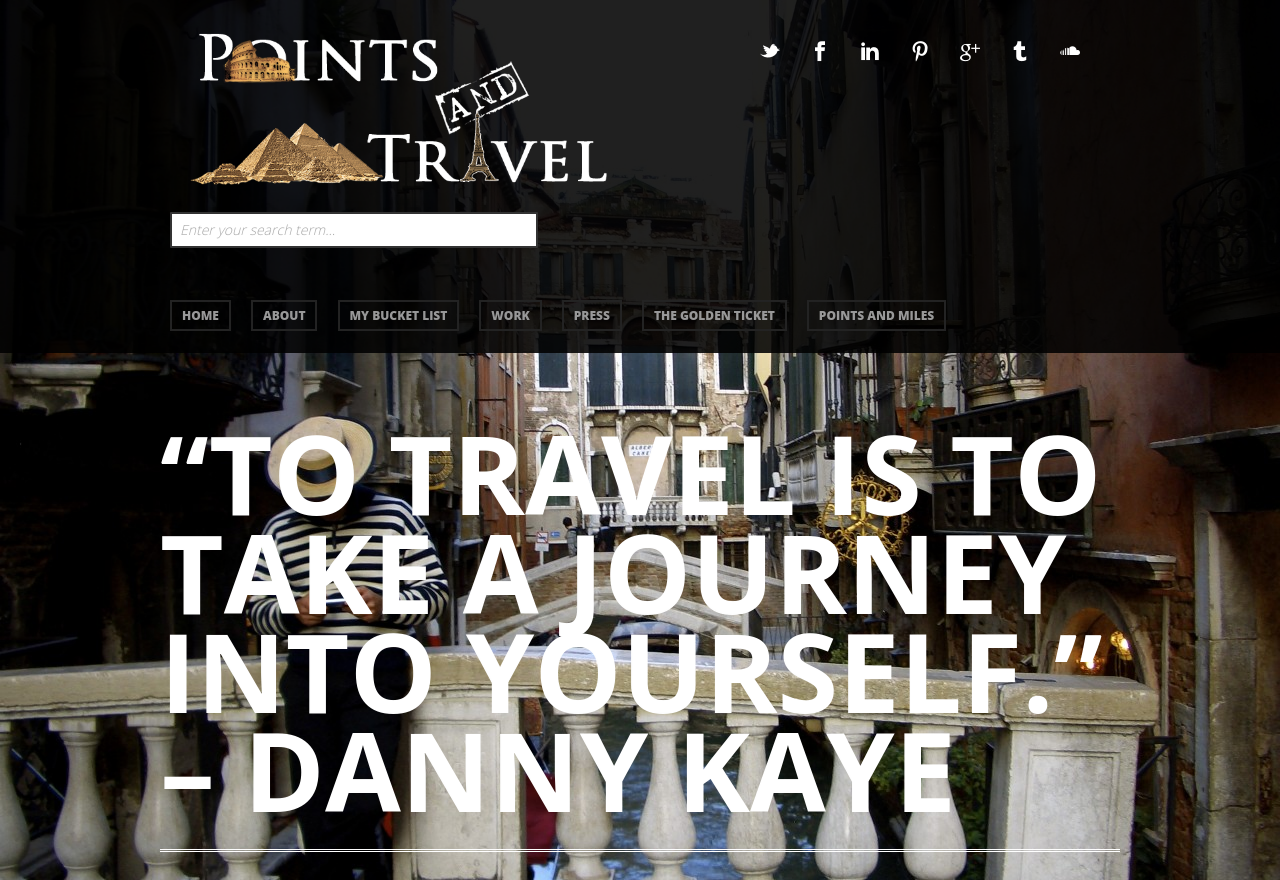 POINTS
AND
TRAVEL
Enter your search term...
HOME ABOUT MY BUCKET LIST WORK PRESS THE GOLDEN TICKET POINTS AND MILES
“TO TRAVEL IS TO
TAKE A JOURNEY
INTO YOURSELF.”
– DANNY KAYE